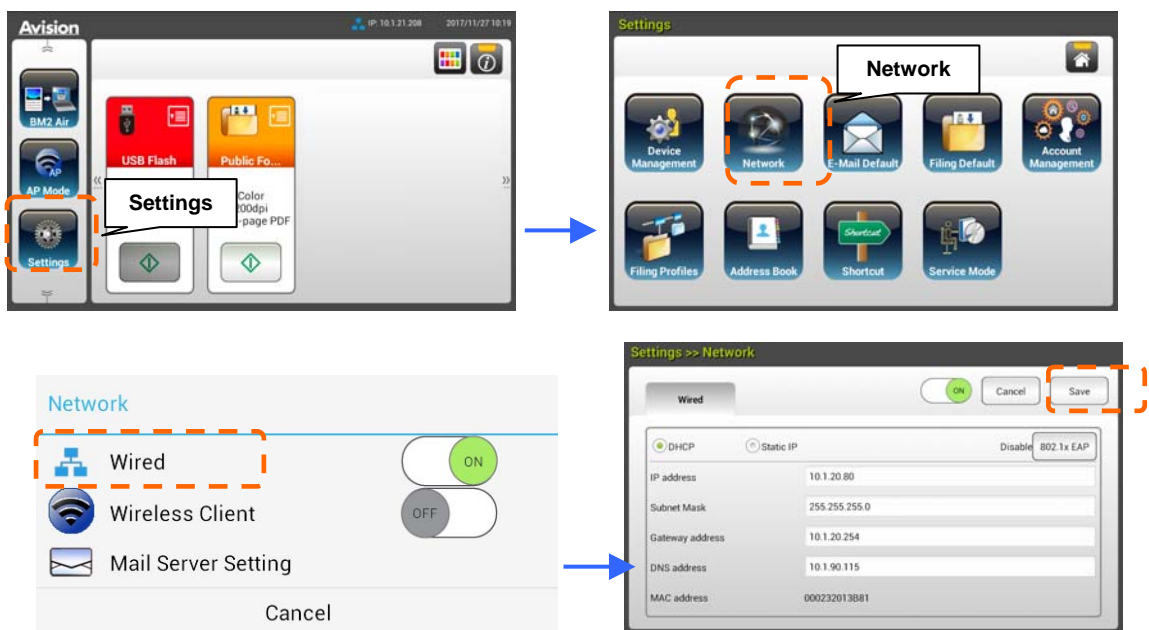 Avision
IP: 10.1.21.208 2017/11/27 10:19
BM2 Air
AP
AP Mode
Settings
USB Flash
Public Fo...
Color
-page PDF
Settings
Settings
Network
Device
Management
Network
E-Mail Default
Filing Default
Account
Management
Filing Profiles
Address Book
Shortcut
Shortcut
Service Mode
Network
Wired
ON
Wireless Client
OFF
Mail Server Setting
Cancel
Settings >> Network
Wired
ON
Cancel
Save
DHCP
Static IP
Disable
802.1x EAP
IP address
10.1.20.80
Subnet Mask
255.255.255.0
Gateway address
10.1.20.254
DNS address
10.1.90.115
MAC address
000232013B81